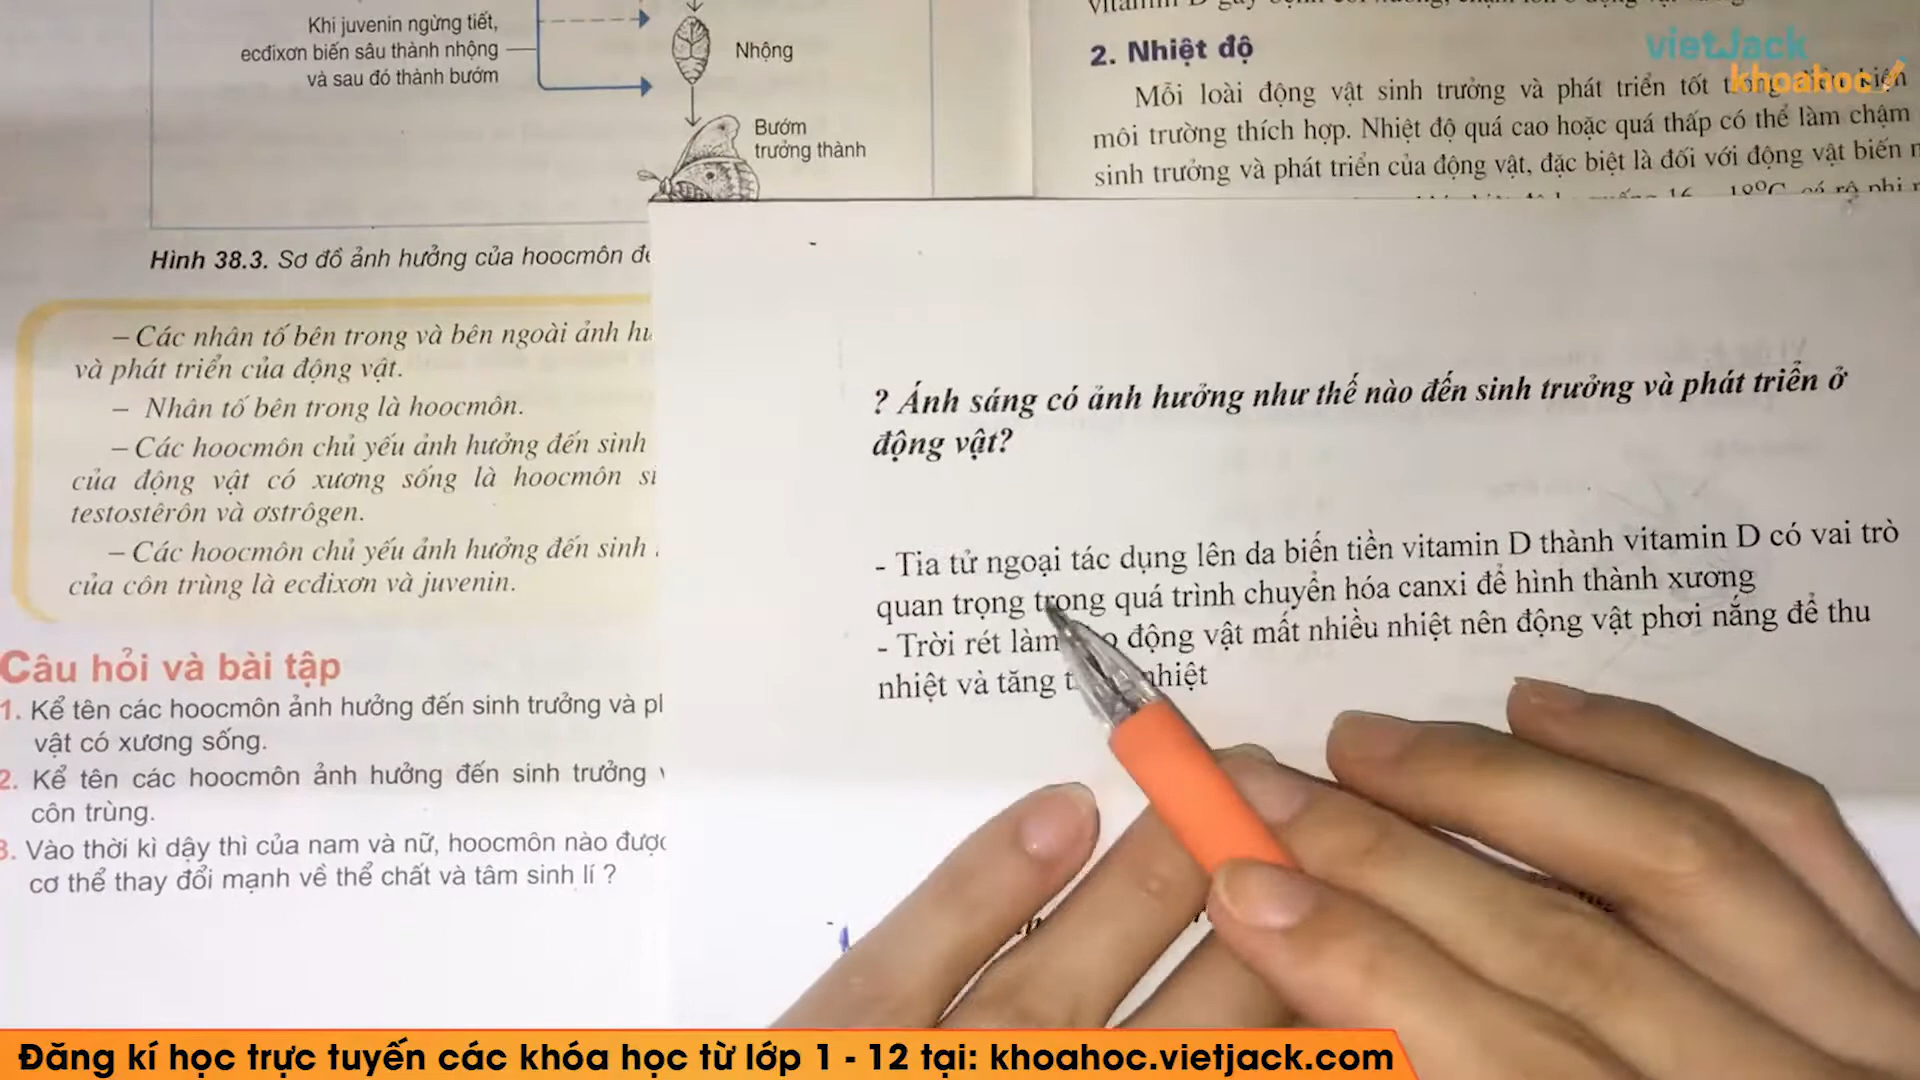 Khi juvenin ngừng tiết,
ecđixơn biến sâu thành nhộng
và sau đó thành bướm
Nhộng
Bướm
trưởng thành
Hình 38.3. Sơ đồ ảnh hưởng của hoocmôn
– Các nhân tố bên trong và bên ngoài ảnh
và phát triển của động vật.
– Nhân tố bên trong là hoocmôn.
– Các hoocmôn chủ yếu ảnh hưởng đến sinh
của động vật có xương sống là hoocmôn
testostêrôn và ơstrôgen.
– Các hoocmôn chủ yếu ảnh hưởng đến sinh
của côn trùng là ecđixơn và juvenin.
Câu hỏi và bài tập
1. Kể tên các hoocmôn ảnh hưởng đến sinh trưởng và
vật có xương sống.
2. Kể tên các hoocmôn ảnh hưởng đến sinh trưởng
côn trùng.
3. Vào thời kì dậy thì của nam và nữ, hoocmôn nào
cơ thể thay đổi mạnh về thể chất và tâm sinh lí ?
2. Nhiệt độ
Mỗi loài động vật sinh trưởng và phát triển tốt kiện
môi trường thích hợp. Nhiệt độ quá cao hoặc quá thấp có thể làm chậm
sinh trưởng và phát triển của động vật, đặc biệt là đối với động vật biến
vietJack
khoahoc
? Ánh sáng có ảnh hưởng như thế nào đến sinh trưởng và phát triển ở
động vật?
- Tia tử ngoại tác dụng lên da biến tiền vitamin D thành vitamin D có vai trò
quan trọng trong quá trình chuyển hóa canxi để hình thành xương
- Trời rét làm động vật mất nhiều nhiệt nên động vật phơi nắng để thu
nhiệt và tăng nhiệt
Đăng kí học trực tuyến các khóa học từ lớp 1 - 12 tại: khoahoc.vietjack.com